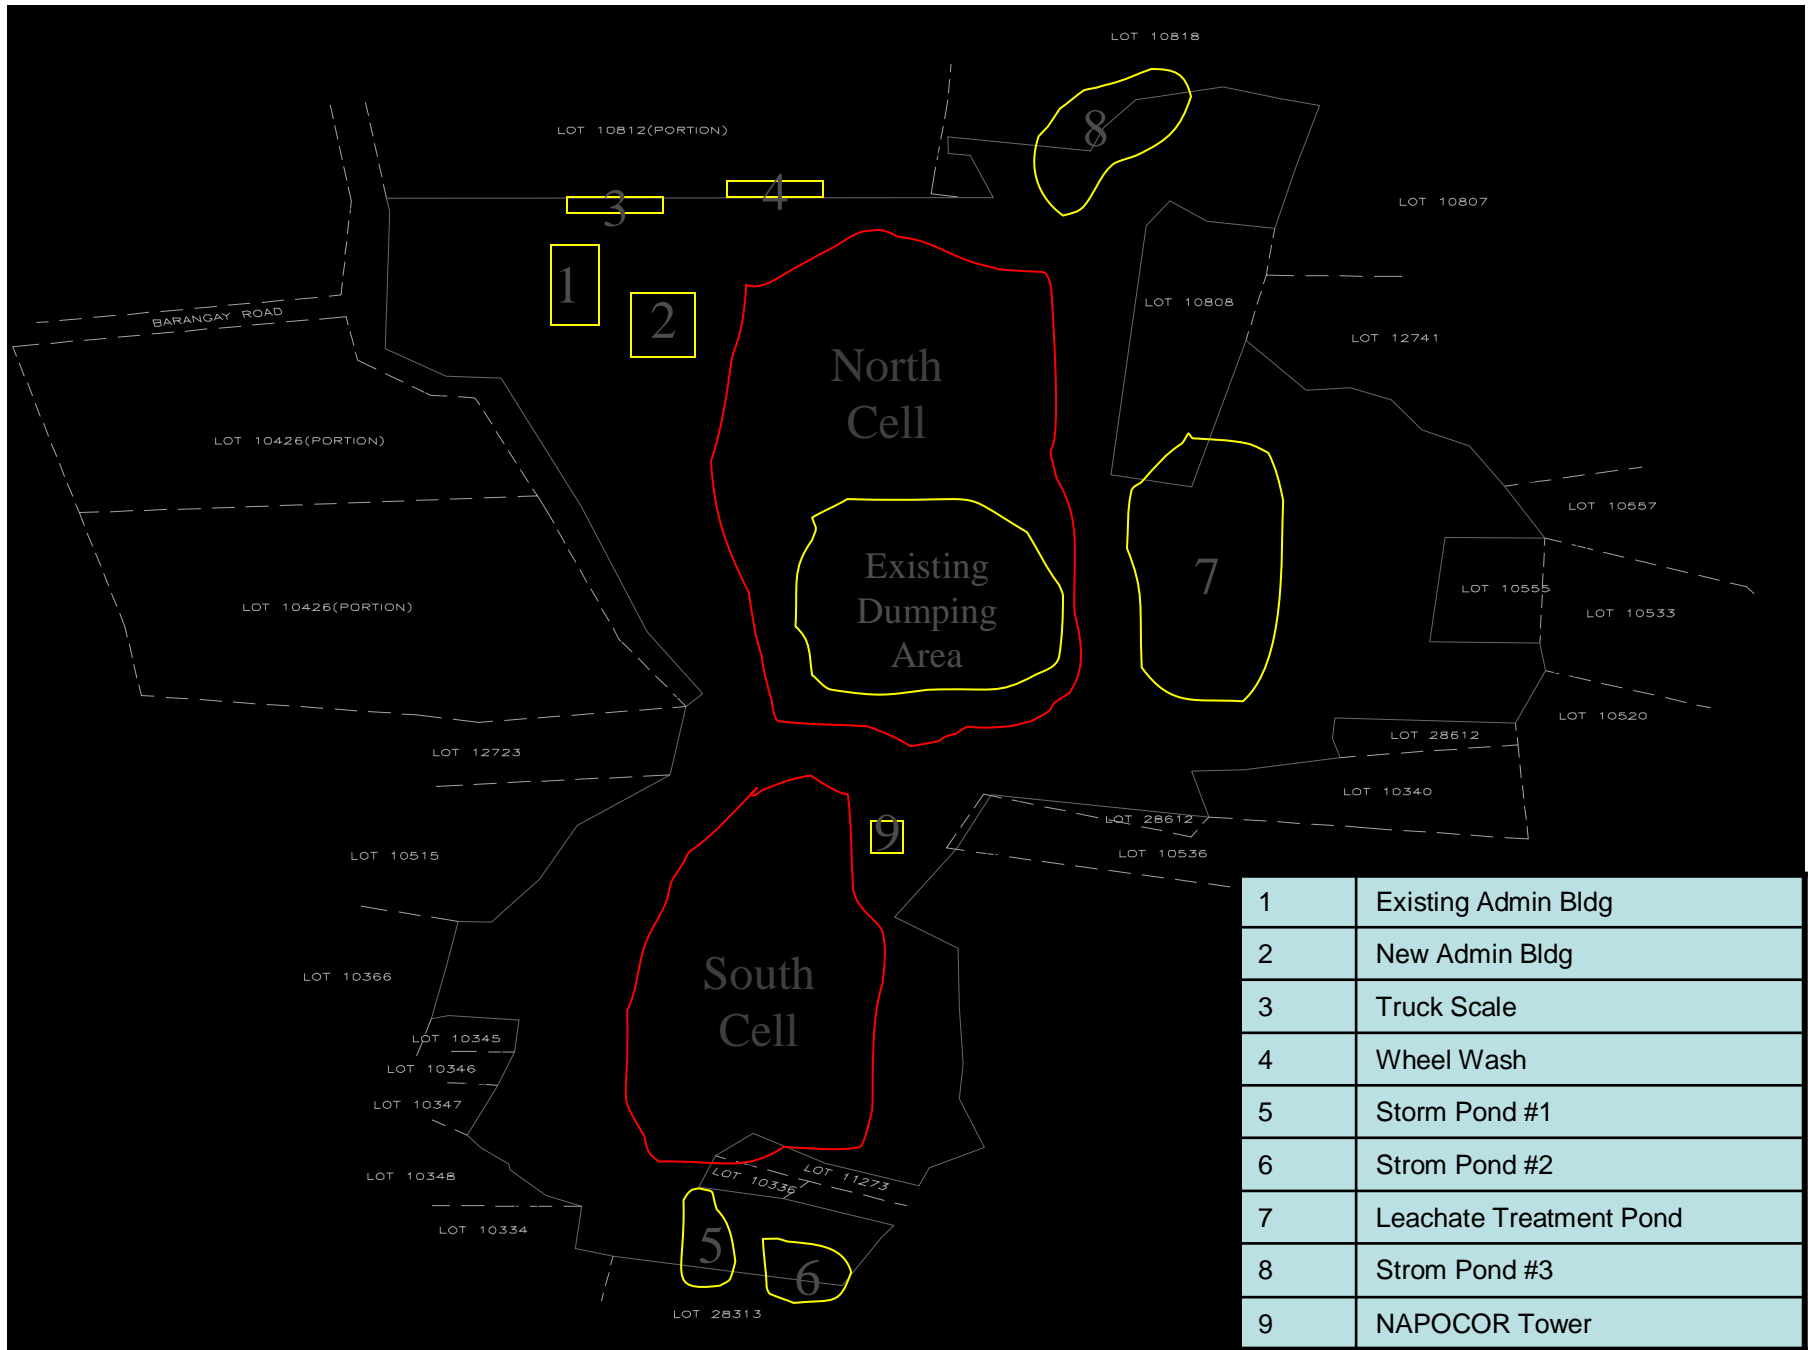 LOT 10818
LOT 10812(PORTION)
8
4
3
LOT 10807
1
2
LOT 10808
BARANGAY ROAD
LOT 12741
North
Cell
LOT 10426(PORTION)
LOT 10557
Existing
Dumping
Area
7
LOT 10555
LOT 10426(PORTION)
LOT 10533
LOT 10520
LOT 28612
LOT 12723
LOT 10340
LOT 28612
9
LOT 10515
LOT 10536
LOT 10366
South
Cell
LOT 10345
LOT 10346
LOT 10347
LOT 10348
LOT 10336
LOT 11273
LOT 10334
5
6
LOT 28313
1 Existing Admin Bldg
2 New Admin Bldg
3 Truck Scale
4 Wheel Wash
5 Storm Pond #1
6 Strom Pond #2
7 Leachate Treatment Pond
8 Strom Pond #3
9 NAPOCOR Tower